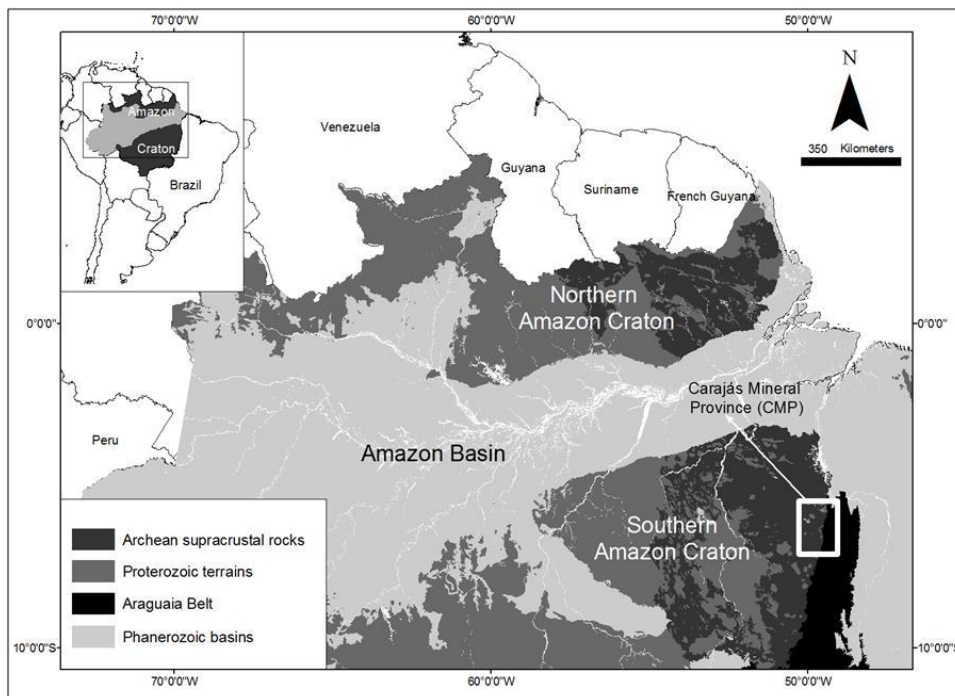 70°0'0"W
60°0'0"W
50°0'0"W
Amazon
Craton
Brazil
Venezuela
Guyana
Suriname
French Guyana
N
350 Kilometers
0°0'0"
0°0'0"
Northern
Amazon Craton
Carajás Mineral
Province (CMP)
Peru
Amazon Basin
Southern
Amazon Craton
Archean supracrustal rocks
Proterozoic terrains
Araguaia Belt
Phanerozoic basins
10°0'0"S
10°0'0"S
70°0'0"W
60°0'0"W
50°0'0"W